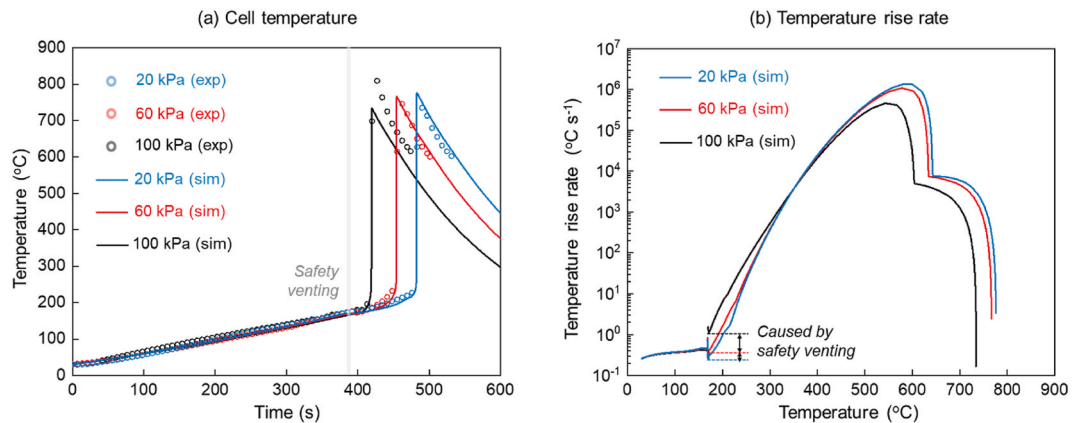 (a) Cell temperature
900
800
700
600
500
400
300
200
100
0
Temperature (°C)
20 kPa (exp)
60 kPa (exp)
100 kPa (exp)
20 kPa (sim)
60 kPa (sim)
100 kPa (sim)
Safety
venting
0 100 200 300 400 500 600
Time (s)
(b) Temperature rise rate
10^7
10^6
10^5
10^4
10^3
10^2
10^1
10^0
10^-1
Temperature rise rate (°C s^-1)
20 kPa (sim)
60 kPa (sim)
100 kPa (sim)
Caused by
safety venting
0 100 200 300 400 500 600 700 800 900
Temperature (°C)